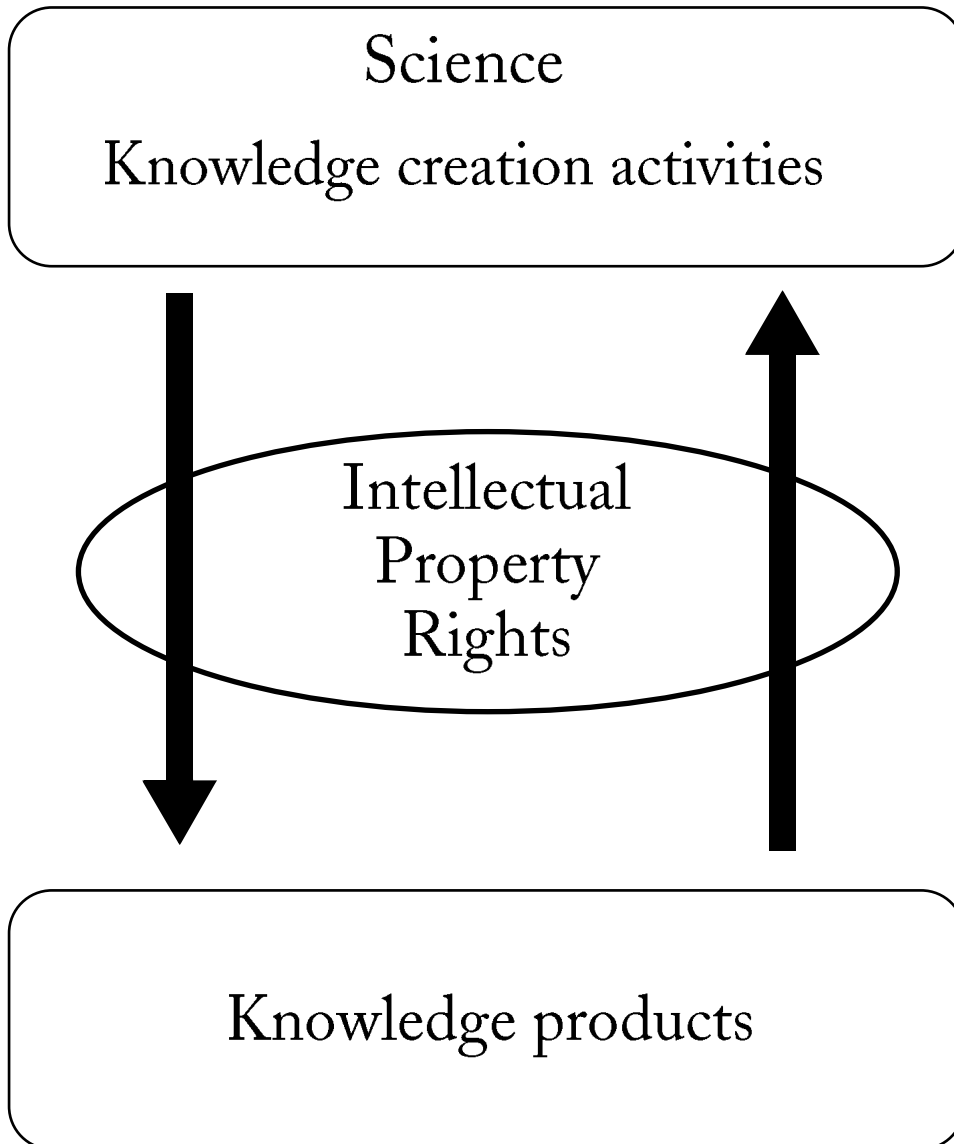 Science
Knowledge creation activities
Intellectual
Property
Rights
Knowledge products